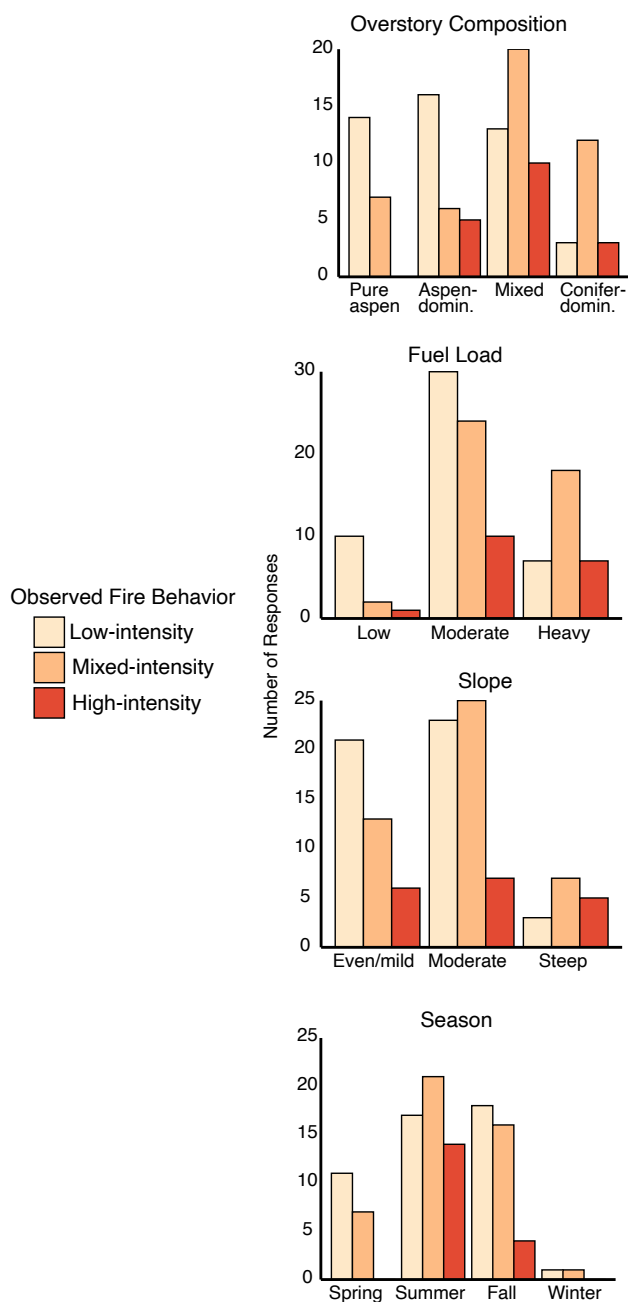 Overstory Composition
20
15
10
5
0
Pure aspen
Aspen-domin.
Mixed
Conifer-domin.
Fuel Load
30
20
10
0
Low
Moderate
Heavy
Observed Fire Behavior
Low-intensity
Mixed-intensity
High-intensity
Number of Responses
Slope
25
20
15
10
5
0
Even/mild
Moderate
Steep
Season
25
20
15
10
5
0
Spring
Summer
Fall
Winter